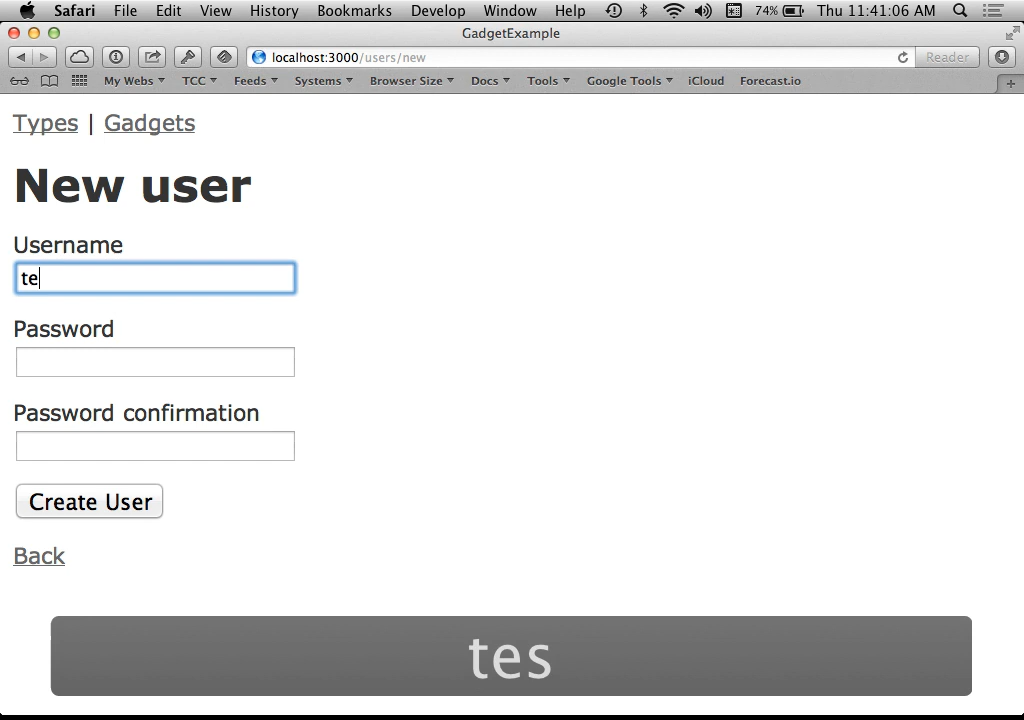 Safari File Edit View History Bookmarks Develop Window Help 74% Thu 11:41:06 AM
GadgetExample
localhost:3000/users/new Reader
My Webs TCC Feeds Systems Browser Size Docs Tools Google Tools iCloud Forecast.io
Types | Gadgets
New user
Username
te
Password
Password confirmation
Create User
Back
tes